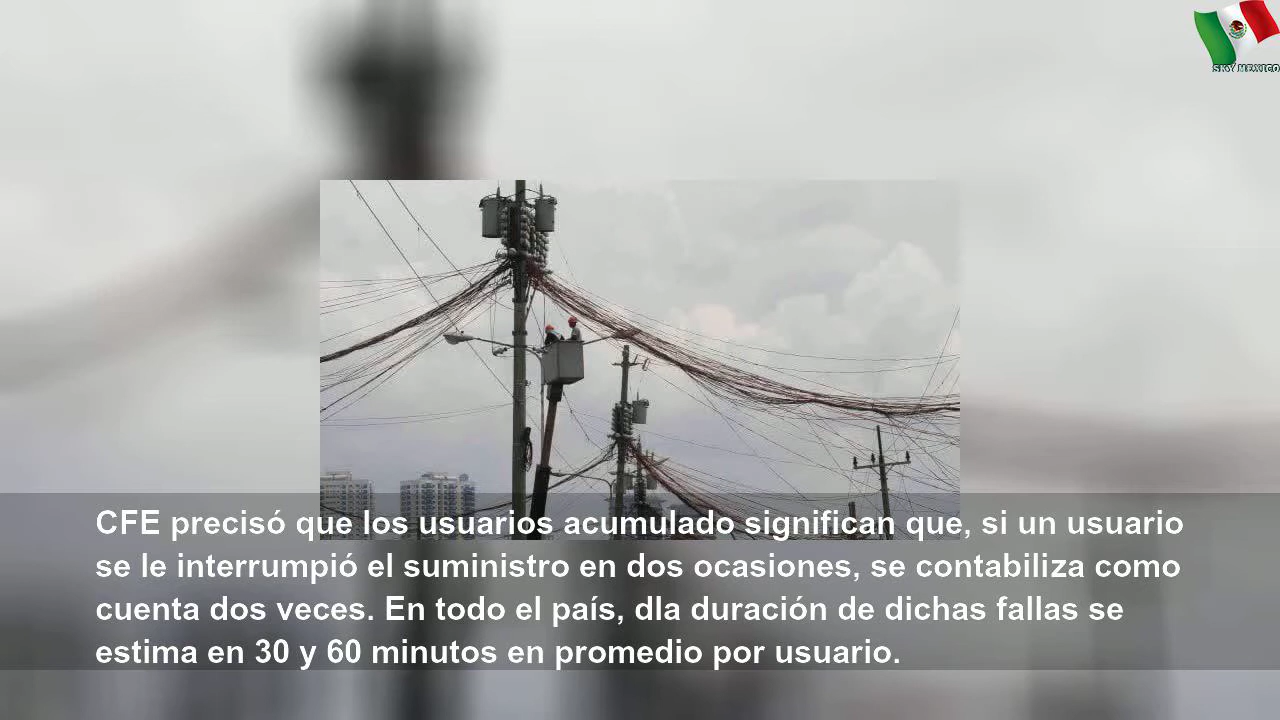 SKY MEXICO
CFE precisó que los usuarios acumulado significan que, si un usuario
se le interrumpió el suministro en dos ocasiones, se contabiliza como
cuenta dos veces. En todo el país, dla duración de dichas fallas se
estima en 30 y 60 minutos en promedio por usuario.